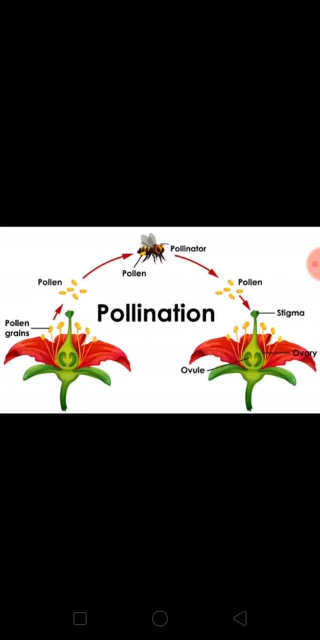 Pollinator
Pollen
Pollen
Pollen
Pollination
Pollen
grains
Stigma
Ovary
Ovule